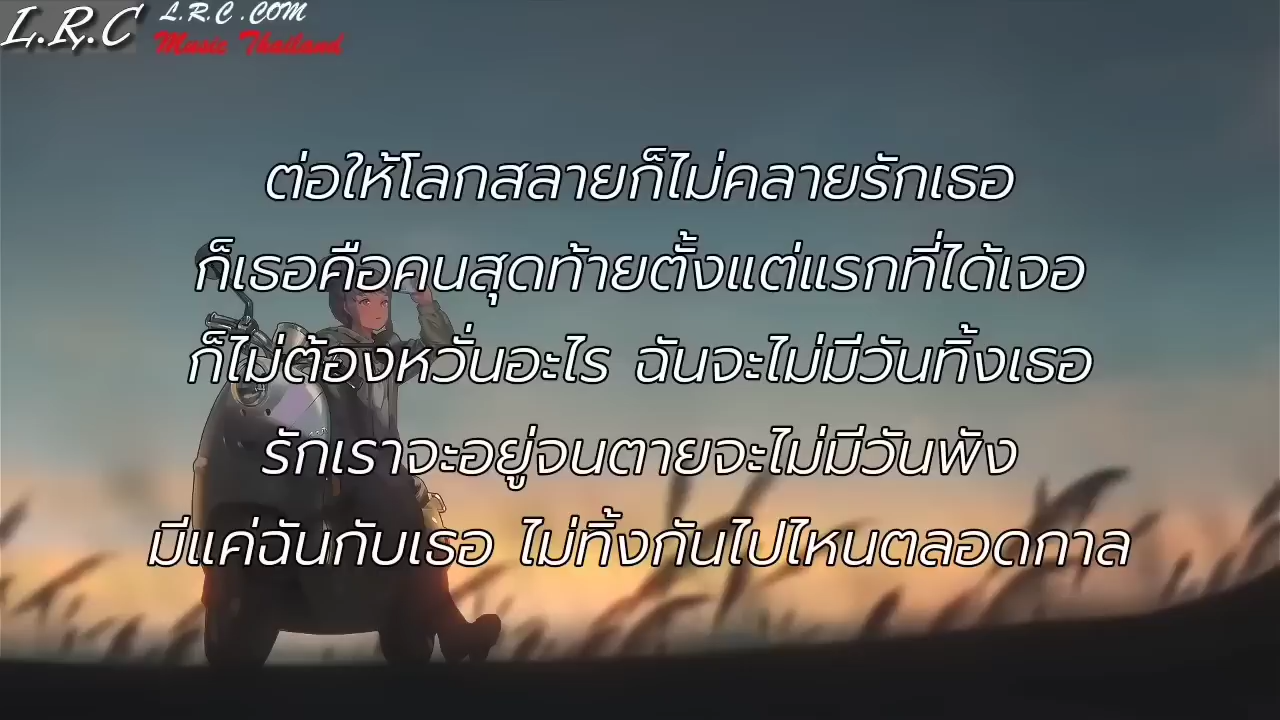 L.R.C
L.R.C .COM
Music Thailand
ต่อให้โลกสลายก็ไม่คลายรักเธอ
ก็เธอคือคนสุดท้ายตั้งแต่แรกที่ได้เจอ
ก็ไม่ต้องหวั่นอะไร ฉันจะไม่มีวันทิ้งเธอ
รักเราจะอยู่จนตายจะไม่มีวันพัง
มีแค่ฉันกับเธอ ไม่ทิ้งกันไปไหนตลอดกาล